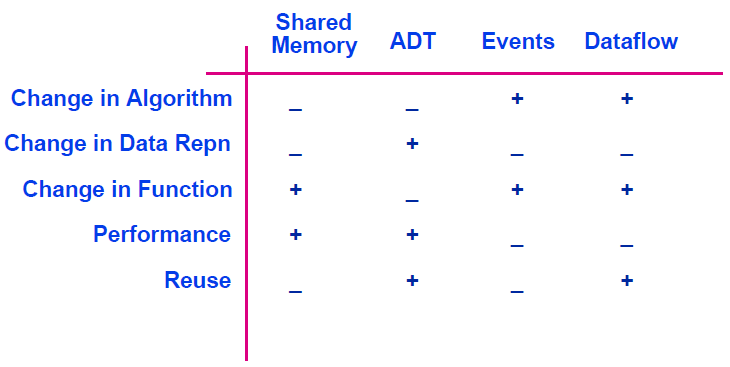 Shared
Memory ADT Events Dataflow
Change in Algorithm _ _ + +
Change in Data Repn _ + _ _
Change in Function + _ + +
Performance + + _ _
Reuse _ + _ +